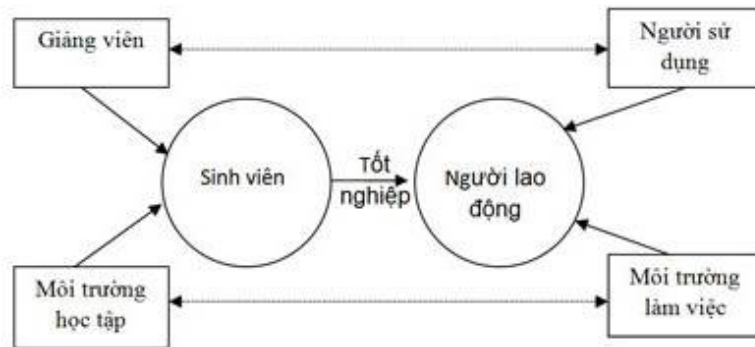 Giảng viên
Người sử
dụng
Sinh viên
Tốt
nghiệp
Người lao
động
Môi trường
học tập
Môi trường
làm việc